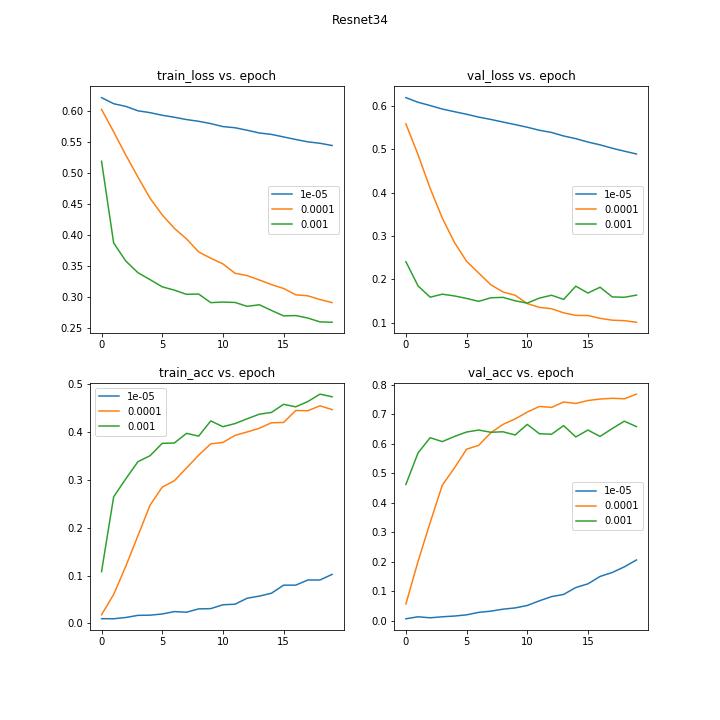 Resnet34
train_loss vs. epoch
0.60
0.55
0.50
0.45
0.40
0.35
0.30
0.25
0 5 10 15
1e-05
0.0001
0.001
val_loss vs. epoch
0.6
0.5
0.4
0.3
0.2
0.1
0 5 10 15
1e-05
0.0001
0.001
train_acc vs. epoch
0.5
0.4
0.3
0.2
0.1
0.0
0 5 10 15
1e-05
0.0001
0.001
val_acc vs. epoch
0.8
0.7
0.6
0.5
0.4
0.3
0.2
0.1
0.0
0 5 10 15
1e-05
0.0001
0.001